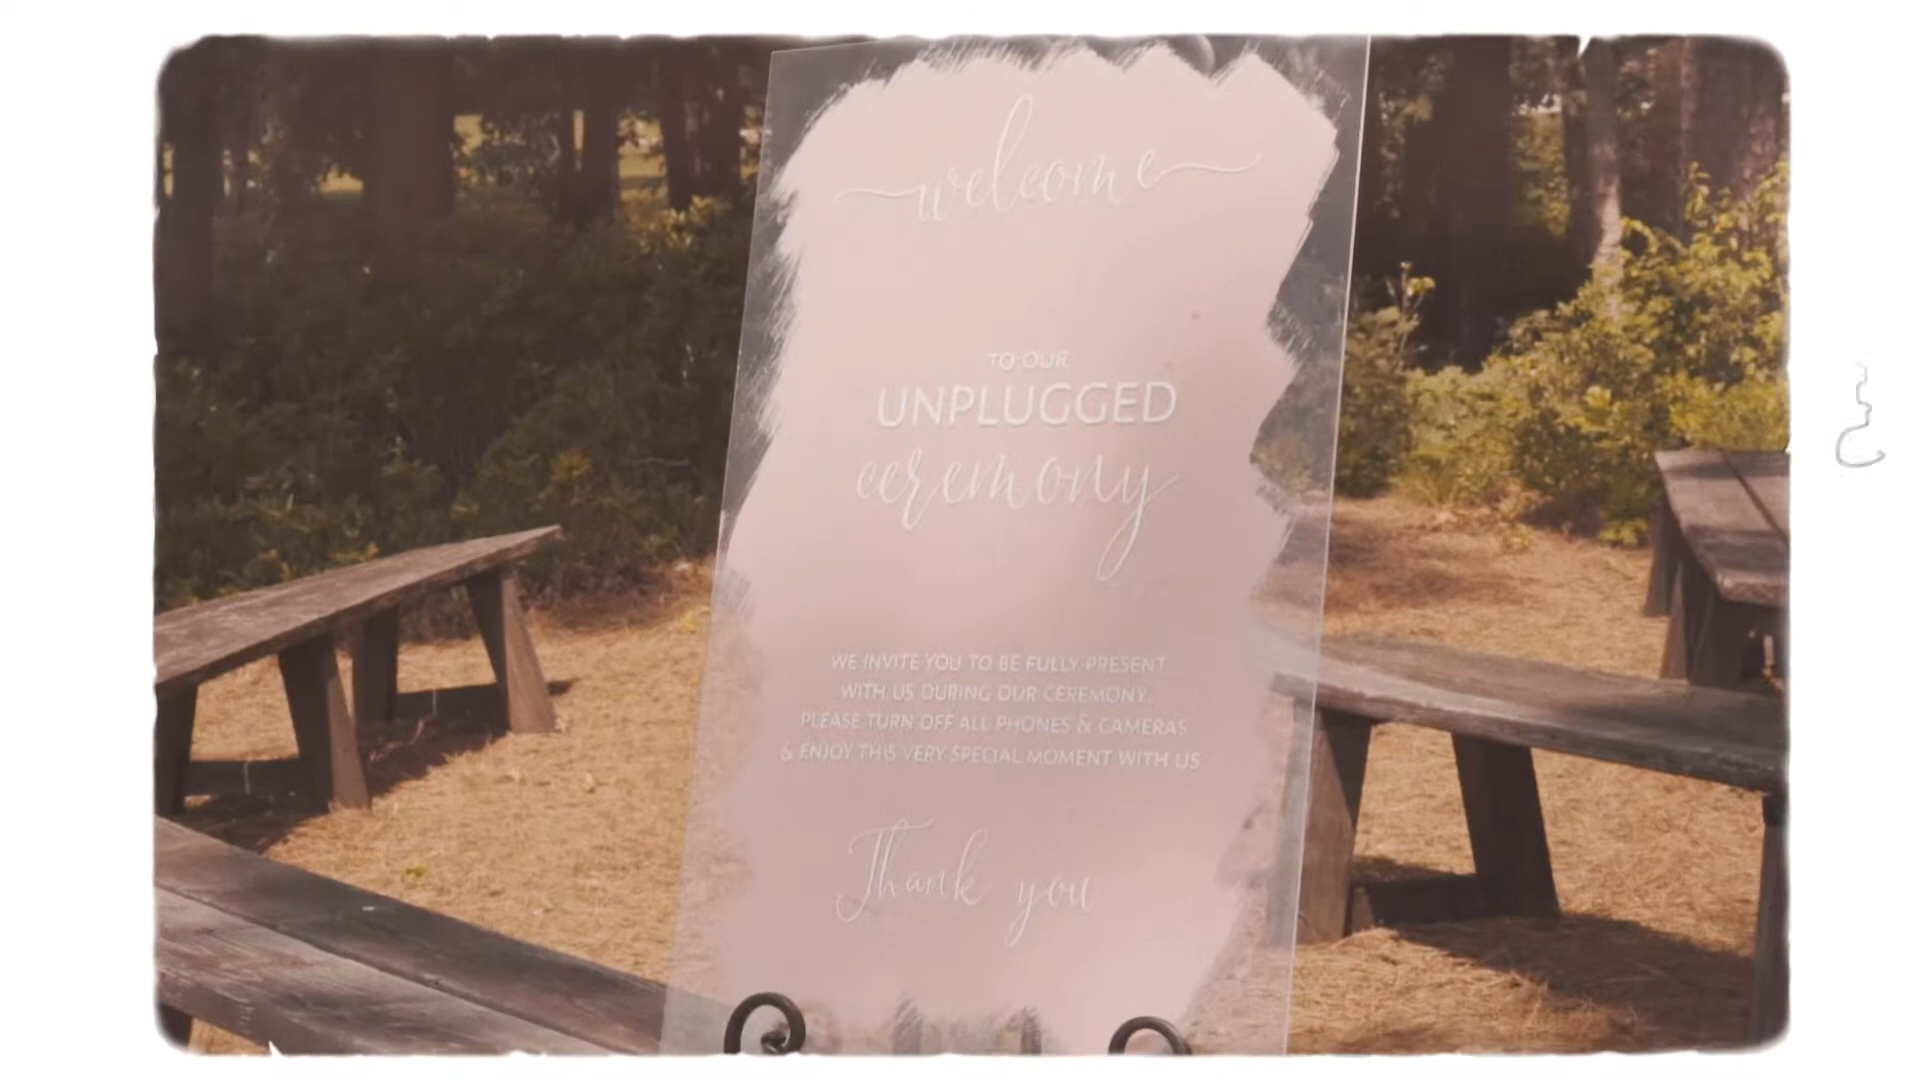 welcome
TO OUR
UNPLUGGED
ceremony
WE INVITE YOU TO BE FULLY PRESENT
WITH US DURING OUR CEREMONY.
PLEASE TURN OFF ALL PHONES & CAMERAS
& ENJOY THIS VERY SPECIAL MOMENT WITH US
Thank you